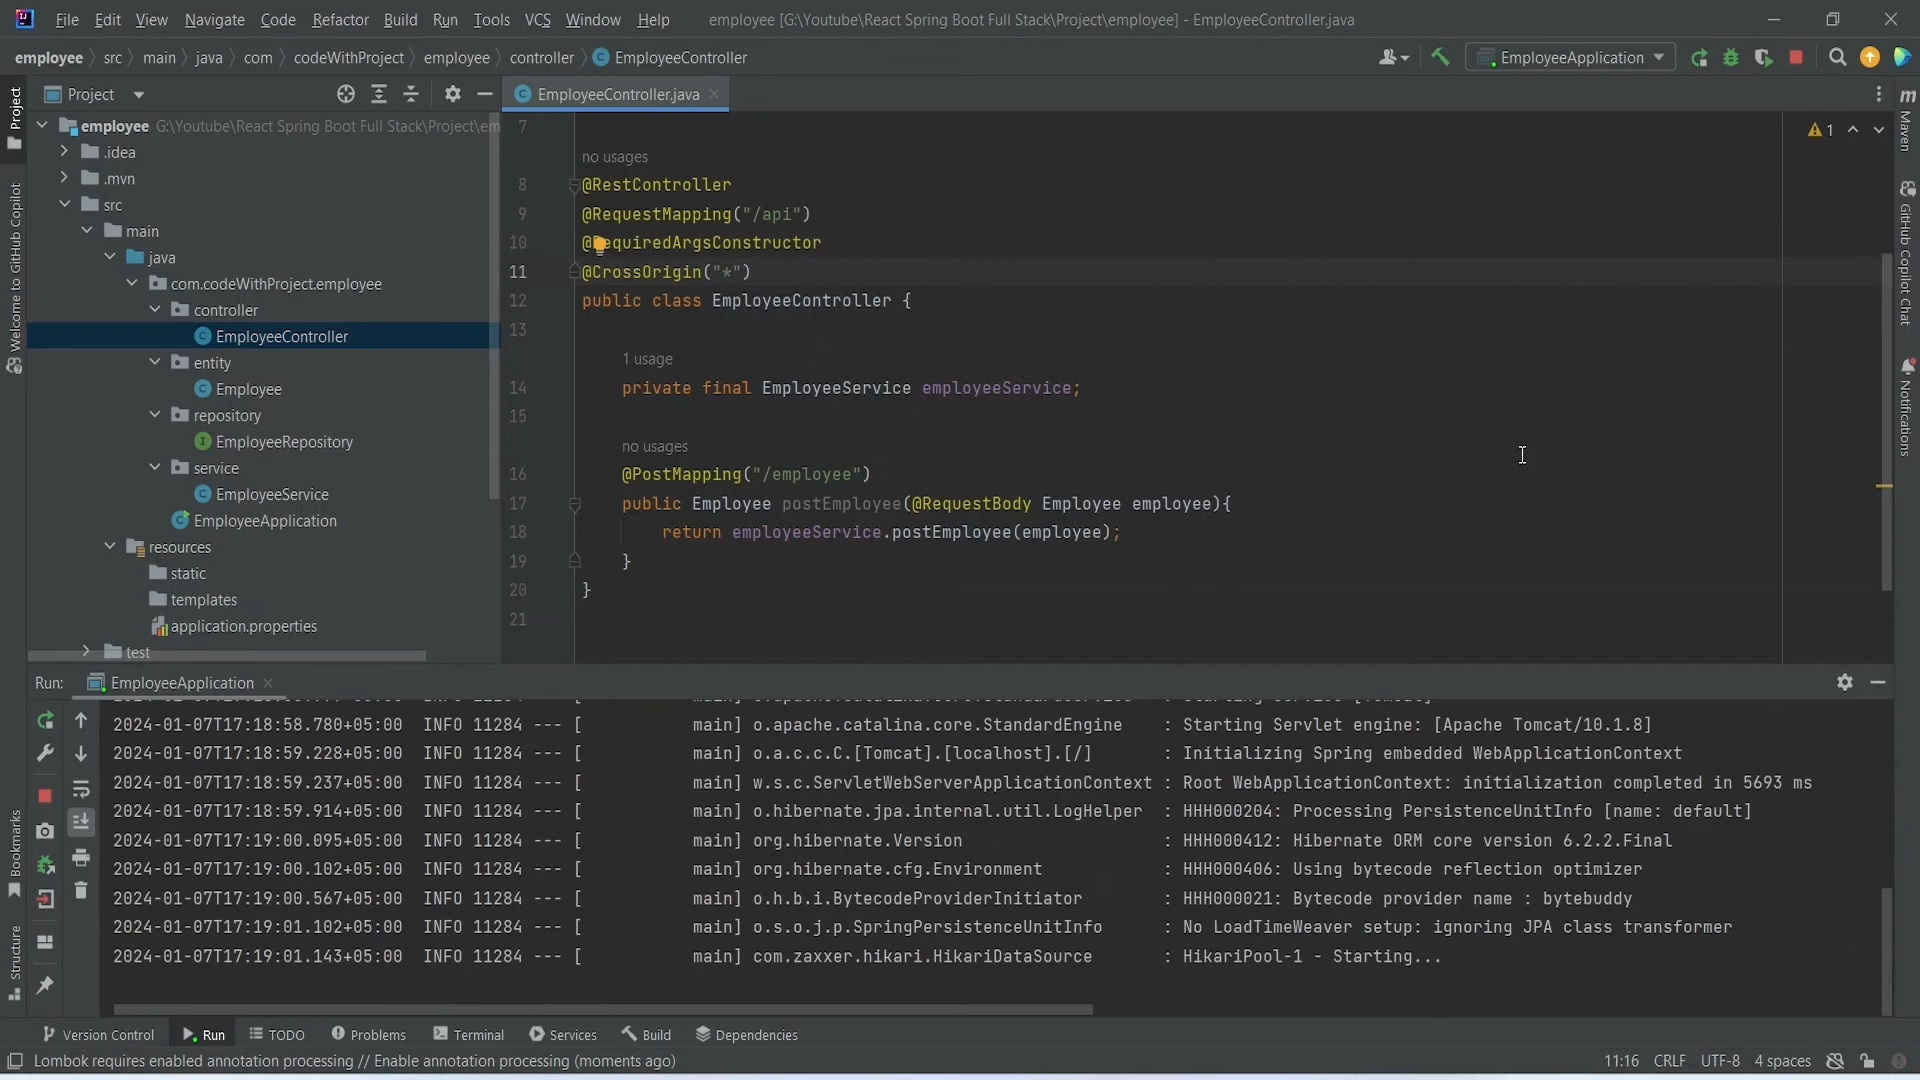 File Edit View Navigate Code Refactor Build Run Tools VCS Window Help employee [G:\Youtube\React Spring Boot Full Stack\Project\employee] - EmployeeController.java
employee src main java com codeWithProject employee controller EmployeeController EmployeeApplication
Project
EmployeeController.java
employee G:\Youtube\React Spring Boot Full Stack\Project\em
.idea
.mvn
src
main
java
com.codeWithProject.employee
controller
EmployeeController
entity
Employee
repository
EmployeeRepository
service
EmployeeService
EmployeeApplication
resources
static
templates
application.properties
test
Project
Welcome to GitHub Copilot
Bookmarks
Structure
7
no usages
8 @RestController
9 @RequestMapping("/api")
10 @RequiredArgsConstructor
11 @CrossOrigin("*")
12 public class EmployeeController {
13
1 usage
14 private final EmployeeService employeeService;
15
no usages
16 @PostMapping("/employee")
17 public Employee postEmployee(@RequestBody Employee employee){
18 return employeeService.postEmployee(employee);
19 }
20 }
21
1
m
Maven
GitHub Copilot Chat
Notifications
Run: EmployeeApplication
2024-01-07T17:18:58.780+05:00 INFO 11284 --- [ main] o.apache.catalina.core.StandardEngine : Starting Servlet engine: [Apache Tomcat/10.1.8]
2024-01-07T17:18:59.228+05:00 INFO 11284 --- [ main] o.a.c.c.C.[Tomcat].[localhost].[/] : Initializing Spring embedded WebApplicationContext
2024-01-07T17:18:59.237+05:00 INFO 11284 --- [ main] w.s.c.ServletWebServerApplicationContext : Root WebApplicationContext: initialization completed in 5693 ms
2024-01-07T17:18:59.914+05:00 INFO 11284 --- [ main] o.hibernate.jpa.internal.util.LogHelper : HHH000204: Processing PersistenceUnitInfo [name: default]
2024-01-07T17:19:00.095+05:00 INFO 11284 --- [ main] org.hibernate.Version : HHH000412: Hibernate ORM core version 6.2.2.Final
2024-01-07T17:19:00.102+05:00 INFO 11284 --- [ main] org.hibernate.cfg.Environment : HHH000406: Using bytecode reflection optimizer
2024-01-07T17:19:00.567+05:00 INFO 11284 --- [ main] o.h.b.i.BytecodeProviderInitiator : HHH000021: Bytecode provider name : bytebuddy
2024-01-07T17:19:01.102+05:00 INFO 11284 --- [ main] o.s.o.j.p.SpringPersistenceUnitInfo : No LoadTimeWeaver setup: ignoring JPA class transformer
2024-01-07T17:19:01.143+05:00 INFO 11284 --- [ main] com.zaxxer.hikari.HikariDataSource : HikariPool-1 - Starting...
Version Control Run TODO Problems Terminal Services Build Dependencies
Lombok requires enabled annotation processing // Enable annotation processing (moments ago) 11:16 CRLF UTF-8 4 spaces